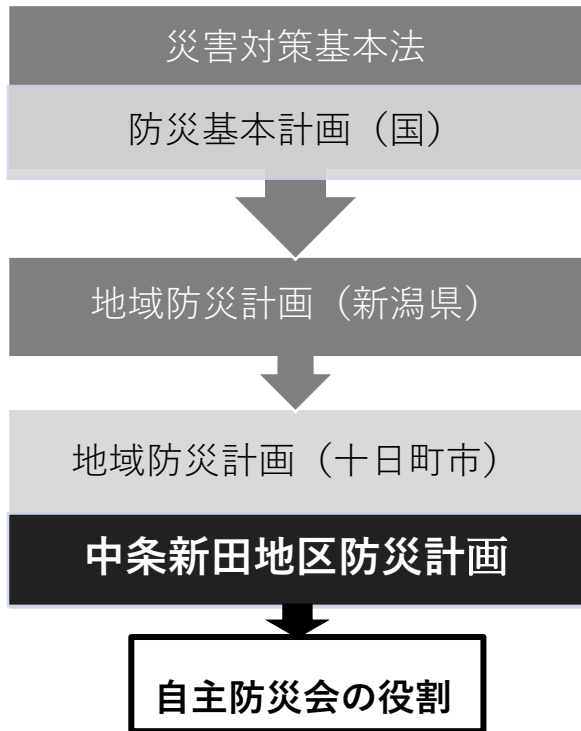 災害対策基本法
防災基本計画（国）
地域防災計画（新潟県）
地域防災計画（十日町市）
中条新田地区防災計画
自主防災会の役割